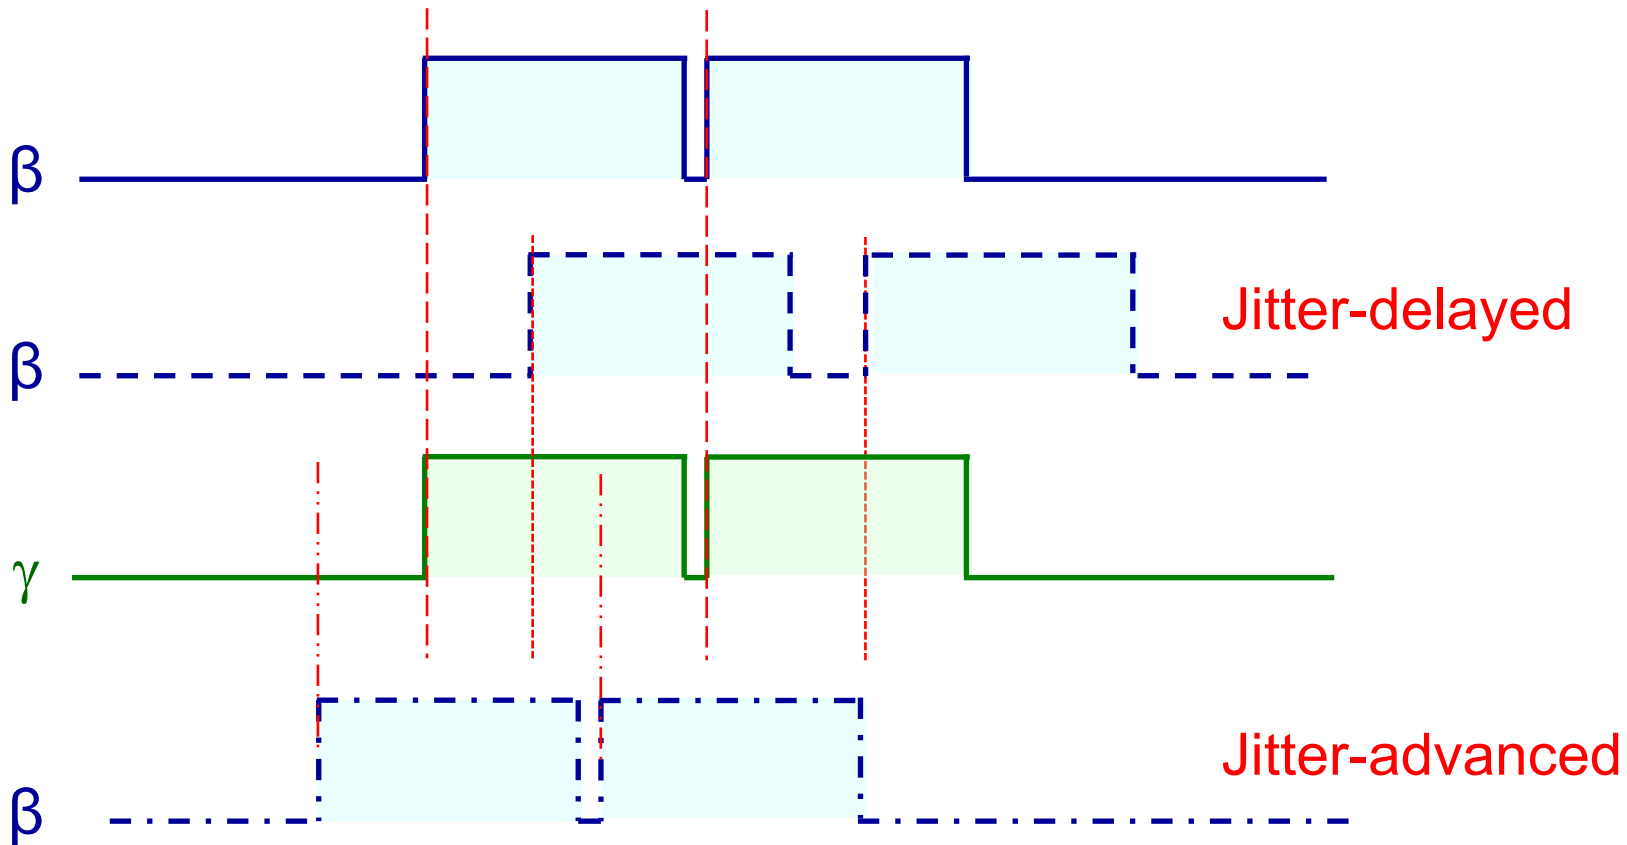 β
β
Jitter-delayed
γ
β
Jitter-advanced